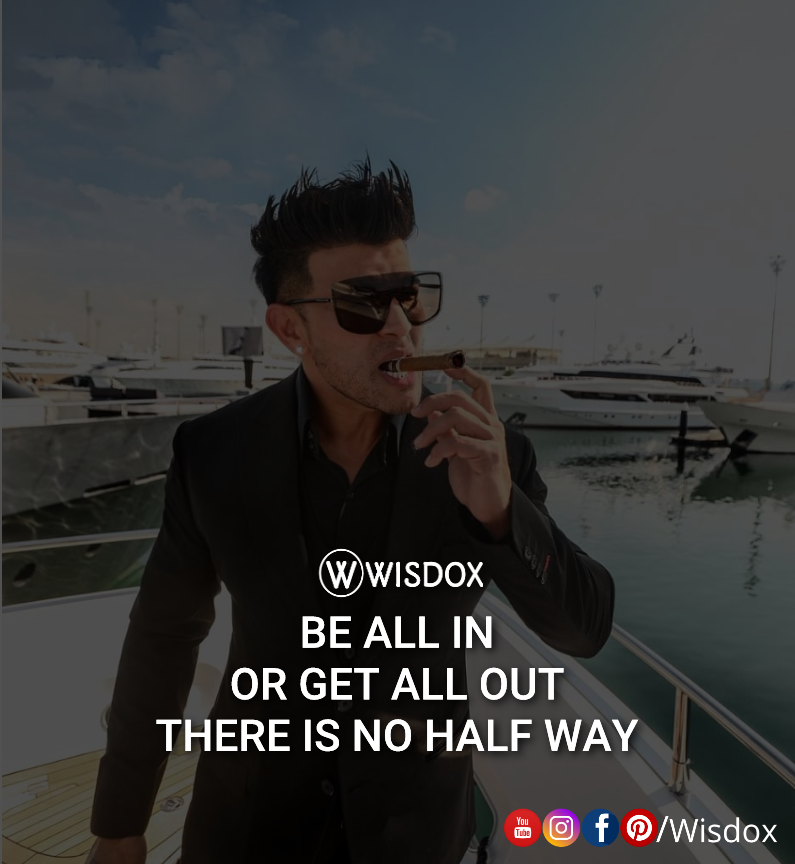 WISDOX
BE ALL IN
OR GET ALL OUT
THERE IS NO HALF WAY
You Tube /Wisdox